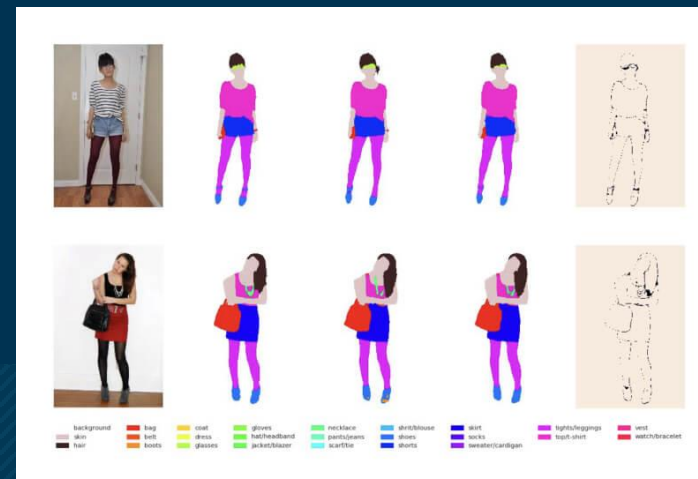 background bag coat gloves necklace shirt/blouse skirt tights/leggings vest
skin belt dress hat/headband pants/jeans shoes socks top/t-shirt watch/bracelet
hair boots glasses jacket/blazer scarf/tie shorts sweater/cardigan